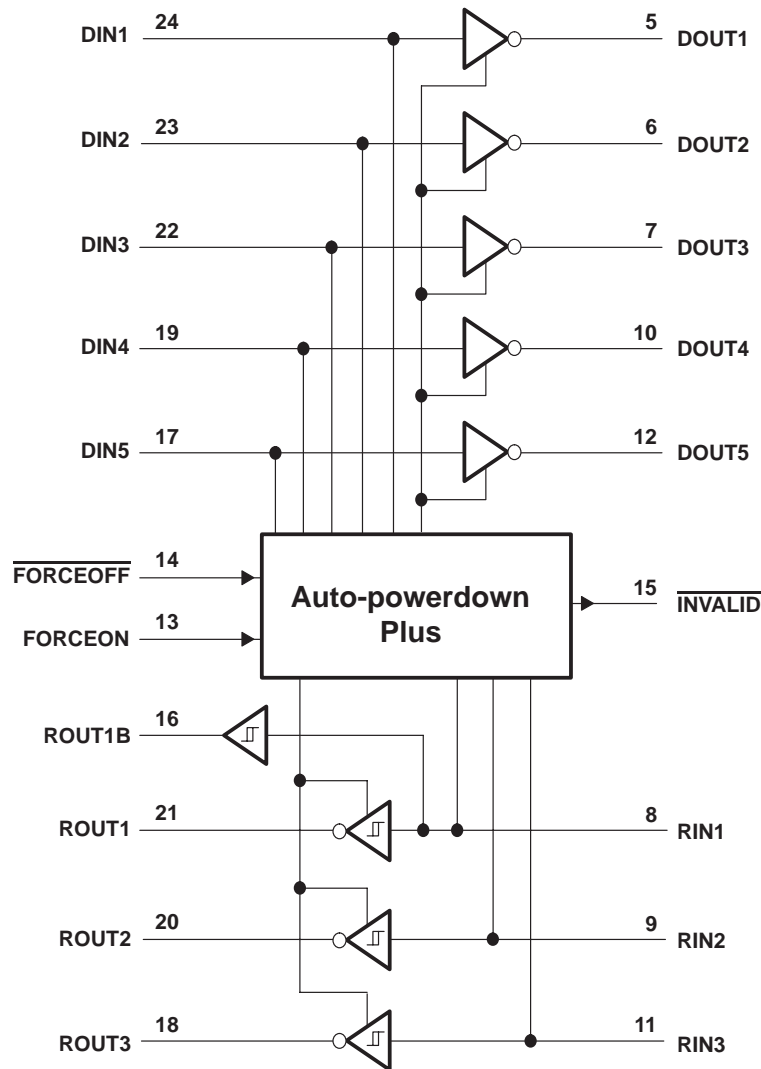 DIN1 24 5 DOUT1
DIN2 23 6 DOUT2
DIN3 22 7 DOUT3
DIN4 19 10 DOUT4
DIN5 17 12 DOUT5
FORCEOFF 14
Auto-powerdown
Plus
15 INVALID
FORCEON 13
ROUT1B 16
ROUT1 21 8 RIN1
ROUT2 20 9 RIN2
ROUT3 18 11 RIN3